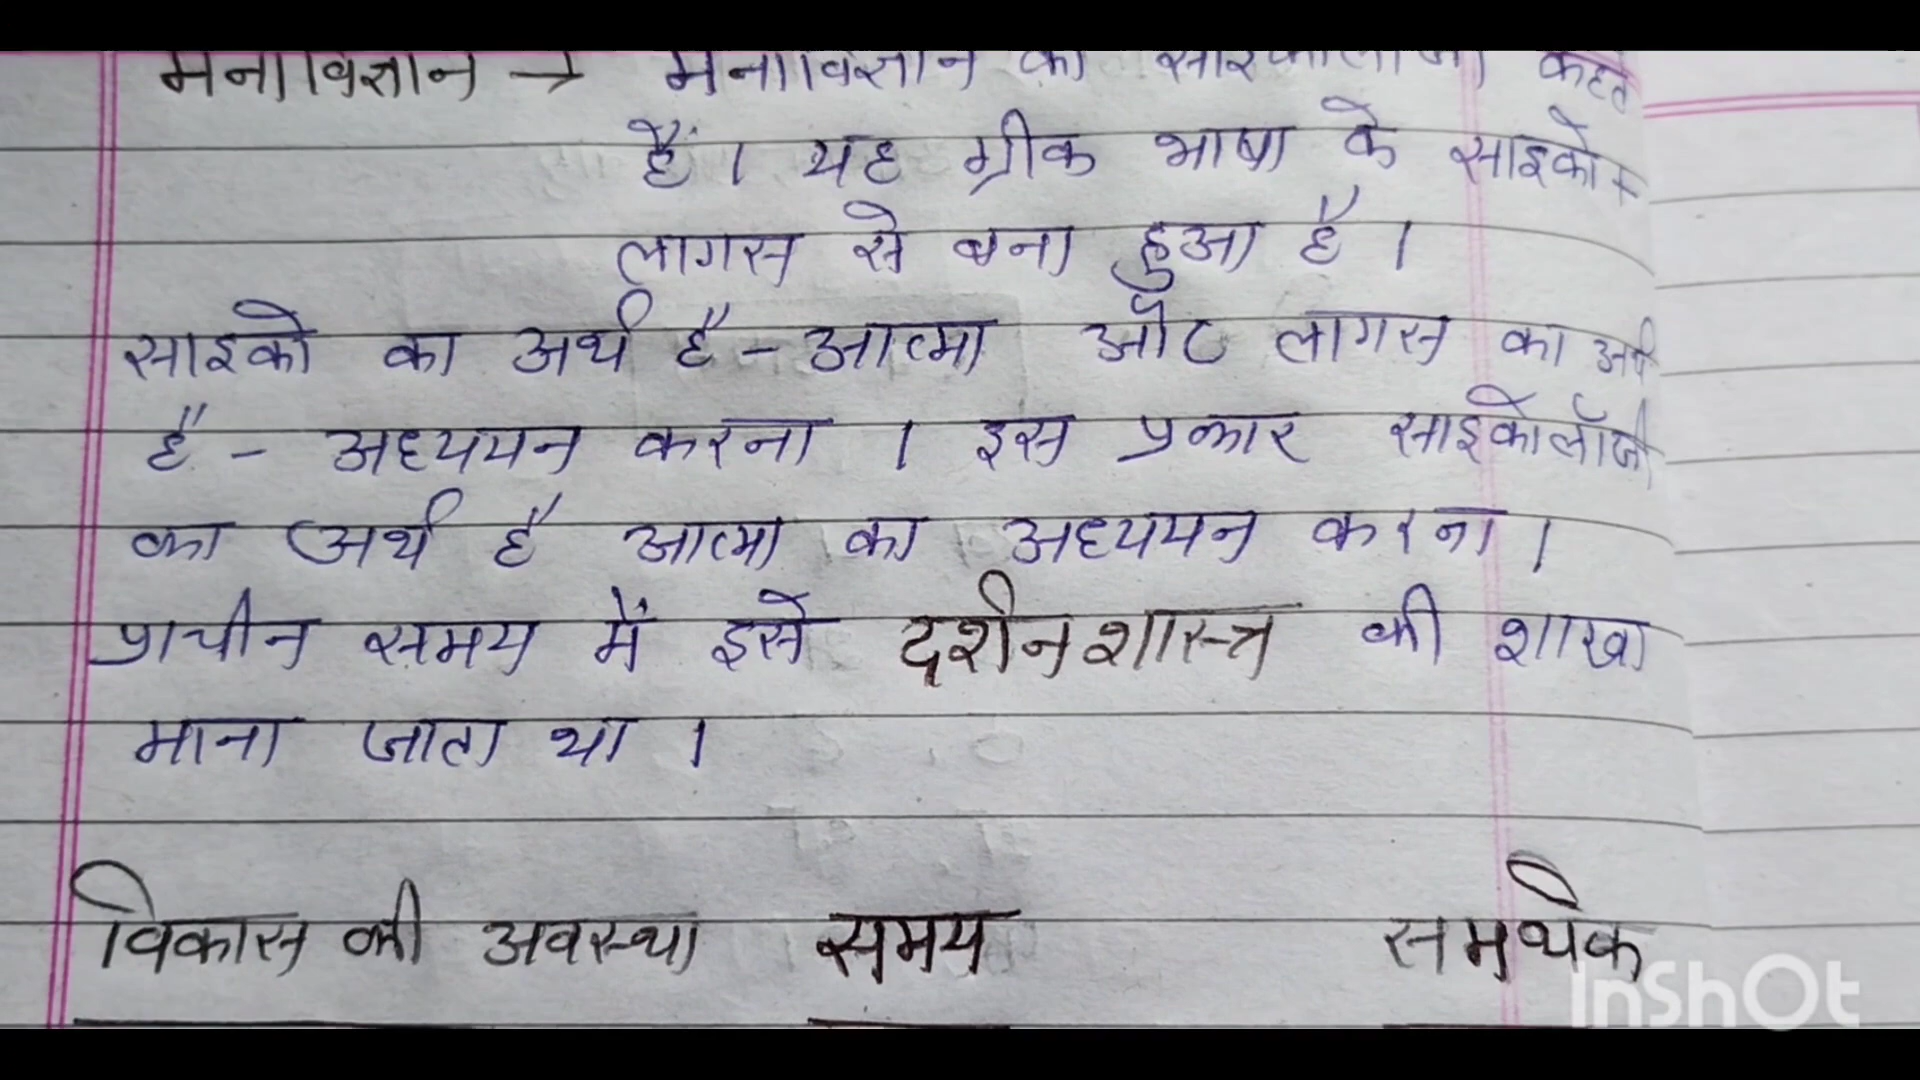 मनोविज्ञान → मनोविज्ञान को साइकोलॉजी कहते
हैं। यह ग्रीक भाषा के साइको +
लागस से बना हुआ है।
साइको का अर्थ है - आत्मा और लागस का अर्थ
है - अध्ययन करना। इस प्रकार साइकोलॉजी
का अर्थ है आत्मा का अध्ययन करना।
प्राचीन समय में इसे दर्शनशास्त्र की शाखा
माना जाता था।
विकास की अवस्था समय समर्थक
InShOt